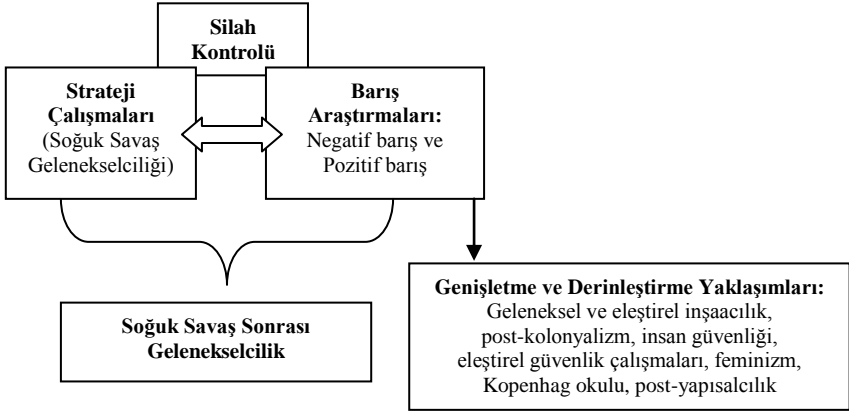 Silah
Kontrolü
Strateji
Çalışmaları
(Soğuk Savaş
Gelenekselciliği)
Barış
Araştırmaları:
Negatif barış ve
Pozitif barış
Soğuk Savaş Sonrası
Gelenekselcilik
Genişletme ve Derinleştirme Yaklaşımları:
Geleneksel ve eleştirel inşaacılık,
post-kolonyalizm, insan güvenliği,
eleştirel güvenlik çalışmaları, feminizm,
Kopenhag okulu, post-yapısalcılık